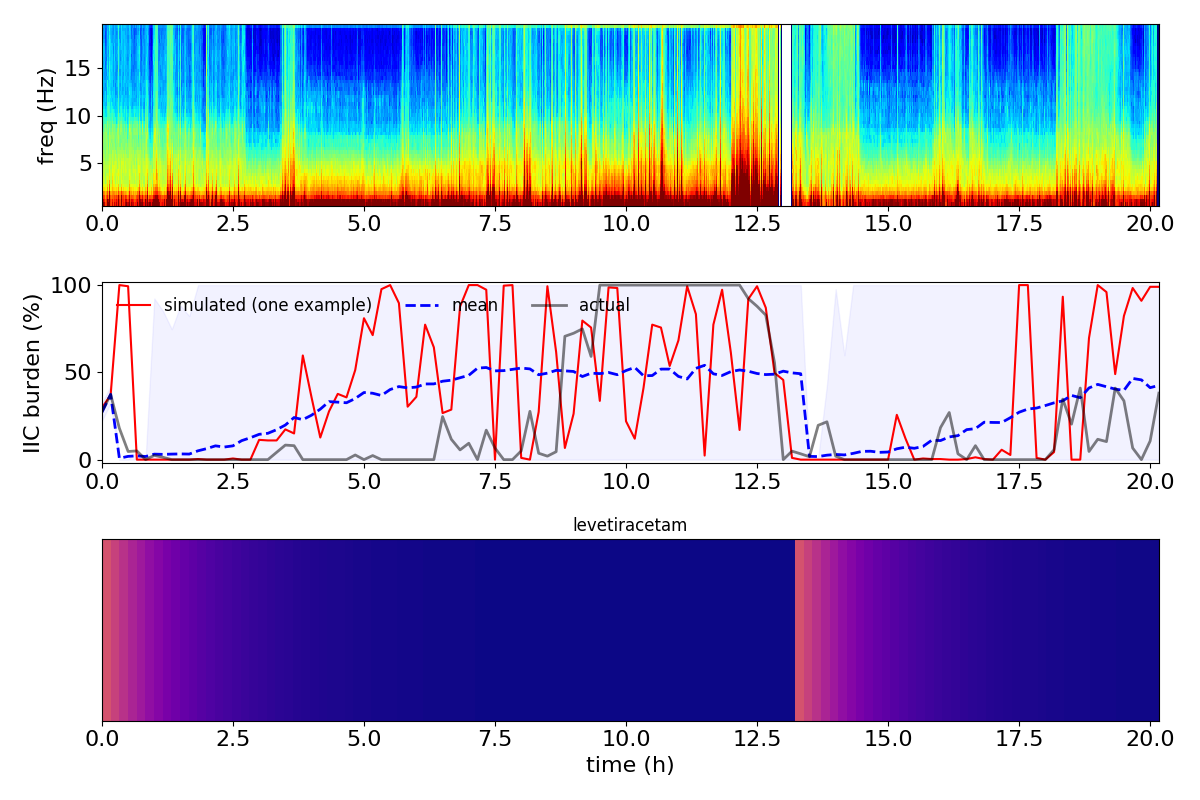 freq (Hz)
15
10
5
0.0 2.5 5.0 7.5 10.0 12.5 15.0 17.5 20.0
IIC burden (%)
100
50
0
simulated (one example) mean actual
0.0 2.5 5.0 7.5 10.0 12.5 15.0 17.5 20.0
levetiracetam
0.0 2.5 5.0 7.5 10.0 12.5 15.0 17.5 20.0
time (h)